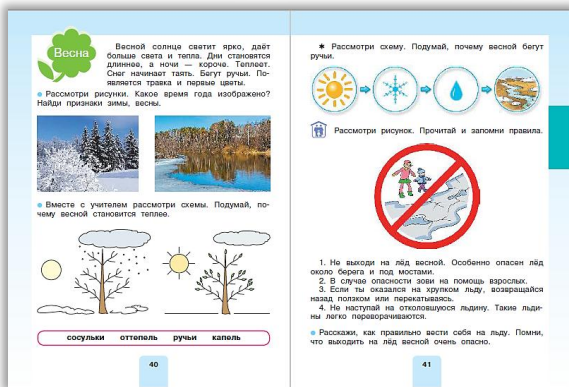 Весна
Весной солнце светит ярко, даёт
больше света и тепла. Дни становятся
длиннее, а ночи — короче. Теплеет.
Снег начинает таять. Бегут ручьи. По-
является травка и первые цветы.
Рассмотри рисунки. Какое время года изображено?
Найди признаки зимы, весны.
Вместе с учителем рассмотри схемы. Подумай, по-
чему весной становится теплее.
сосульки оттепель ручьи капель
40
Рассмотри схему. Подумай, почему весной бегут
ручьи.
Рассмотри рисунок. Прочитай и запомни правила.
1. Не выходи на лёд весной. Особенно опасен лёд
около берега и под мостами.
2. В случае опасности зови на помощь взрослых.
3. Если ты оказался на хрупком льду, возвращайся
назад ползком или перекатываясь.
4. Не наступай на отколовшуюся льдину. Такие льди-
ны легко переворачиваются.
Расскажи, как правильно вести себя на льду. Помни,
что выходить на лёд весной очень опасно.
41